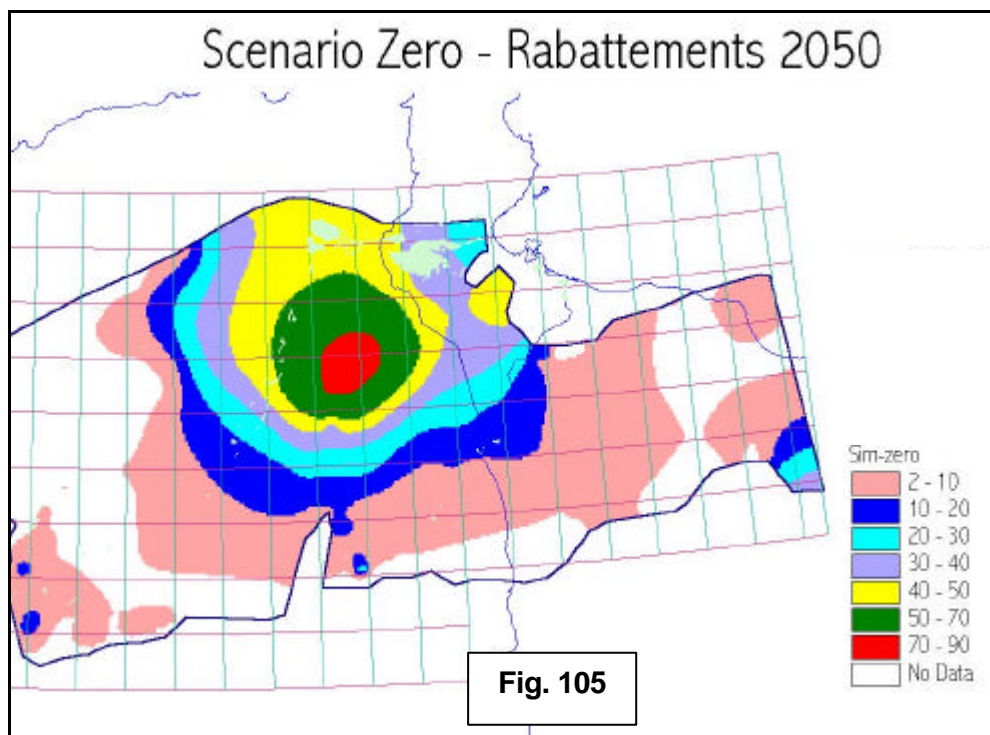 Scenario Zero - Rabattements 2050
Sim-zero
2 - 10
10 - 20
20 - 30
30 - 40
40 - 50
50 - 70
70 - 90
No Data
Fig. 105